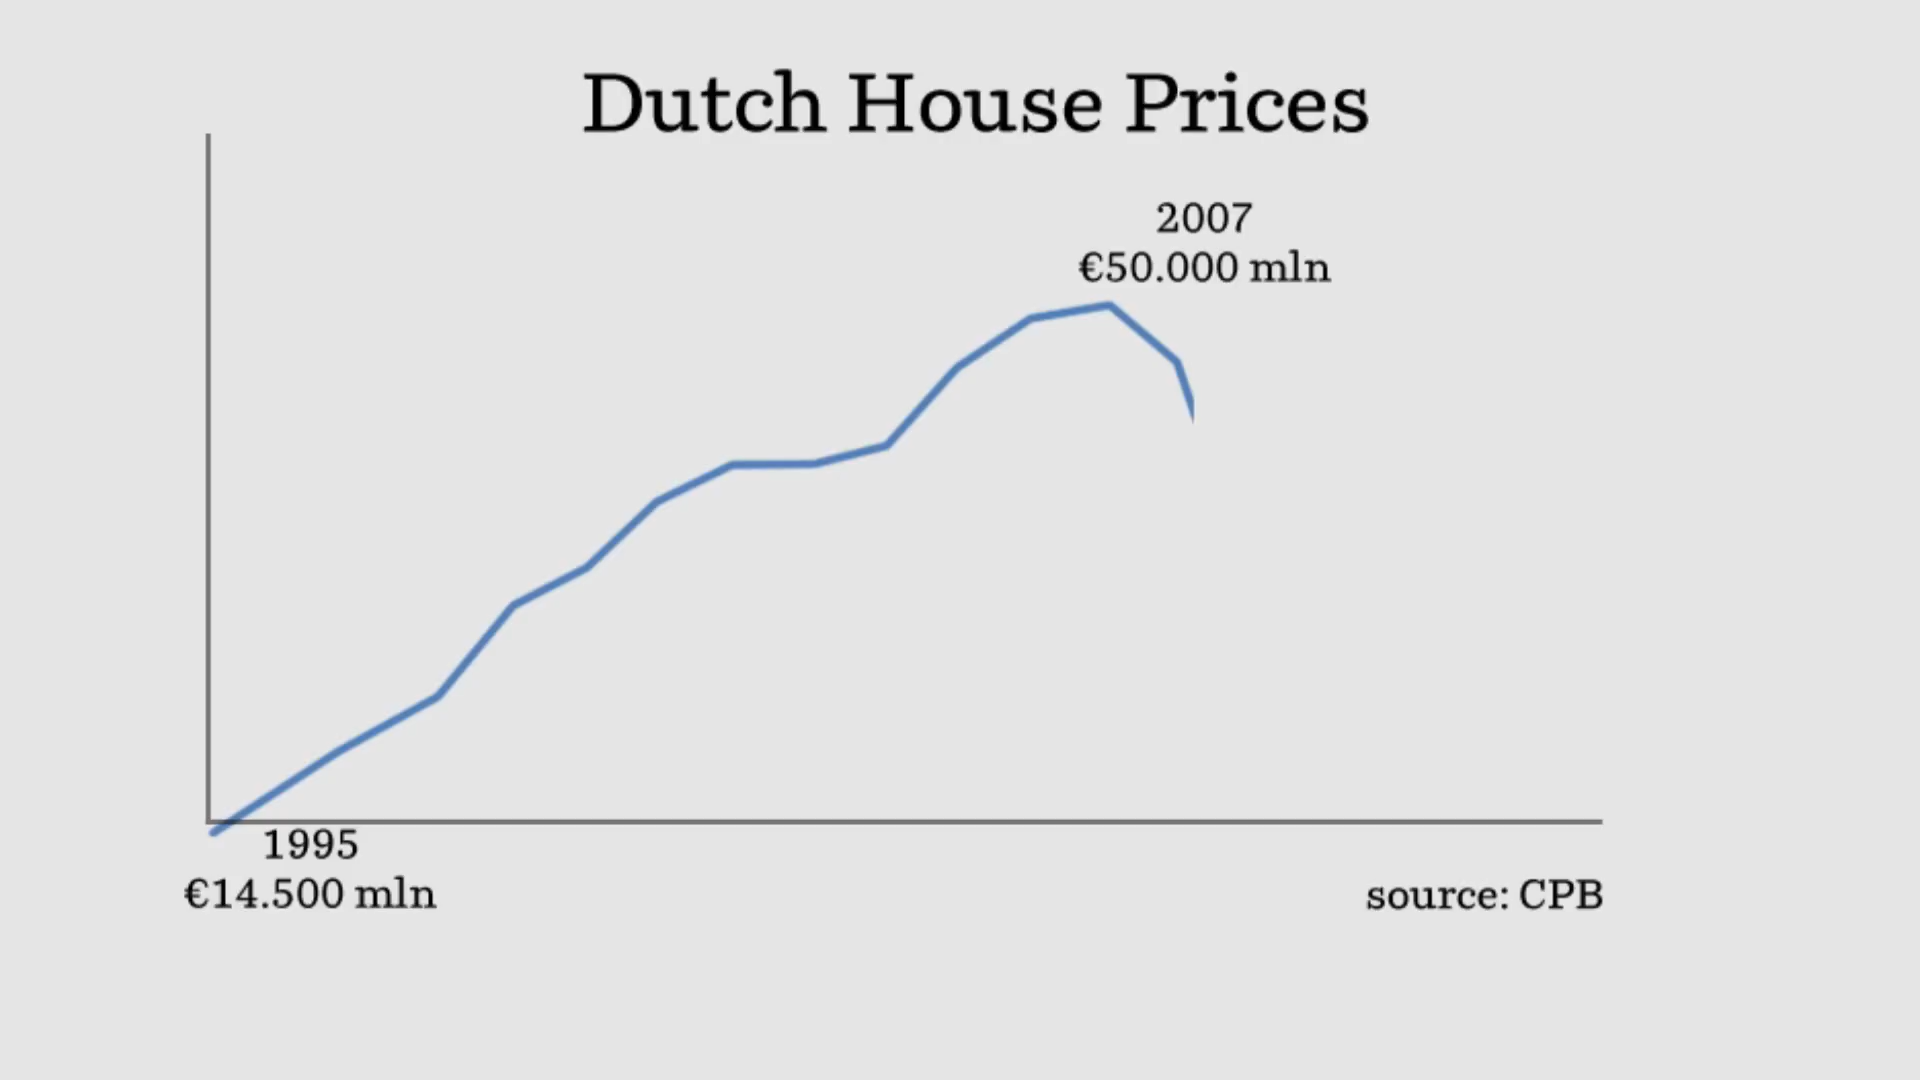 Dutch House Prices
2007
€50.000 mln
1995
€14.500 mln
source: CPB